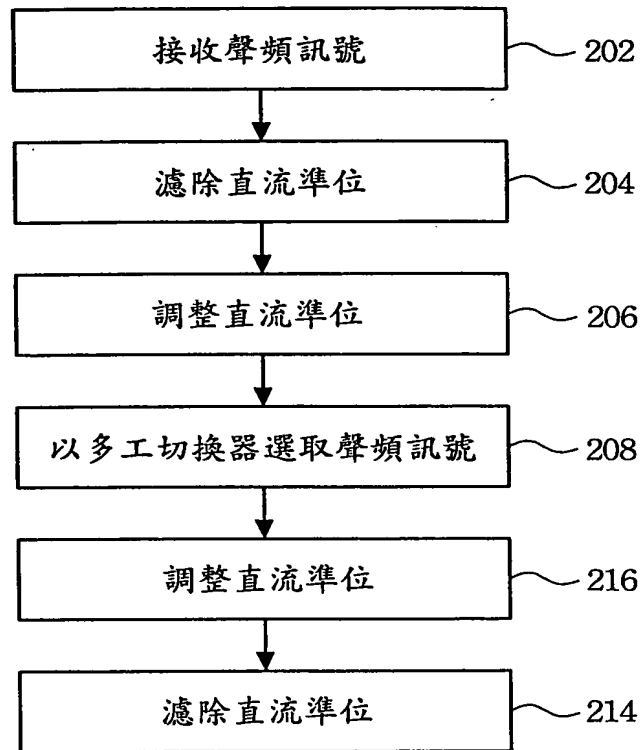 接收聲頻訊號 202
濾除直流準位 204
調整直流準位 206
以多工切換器選取聲頻訊號 208
調整直流準位 216
濾除直流準位 214